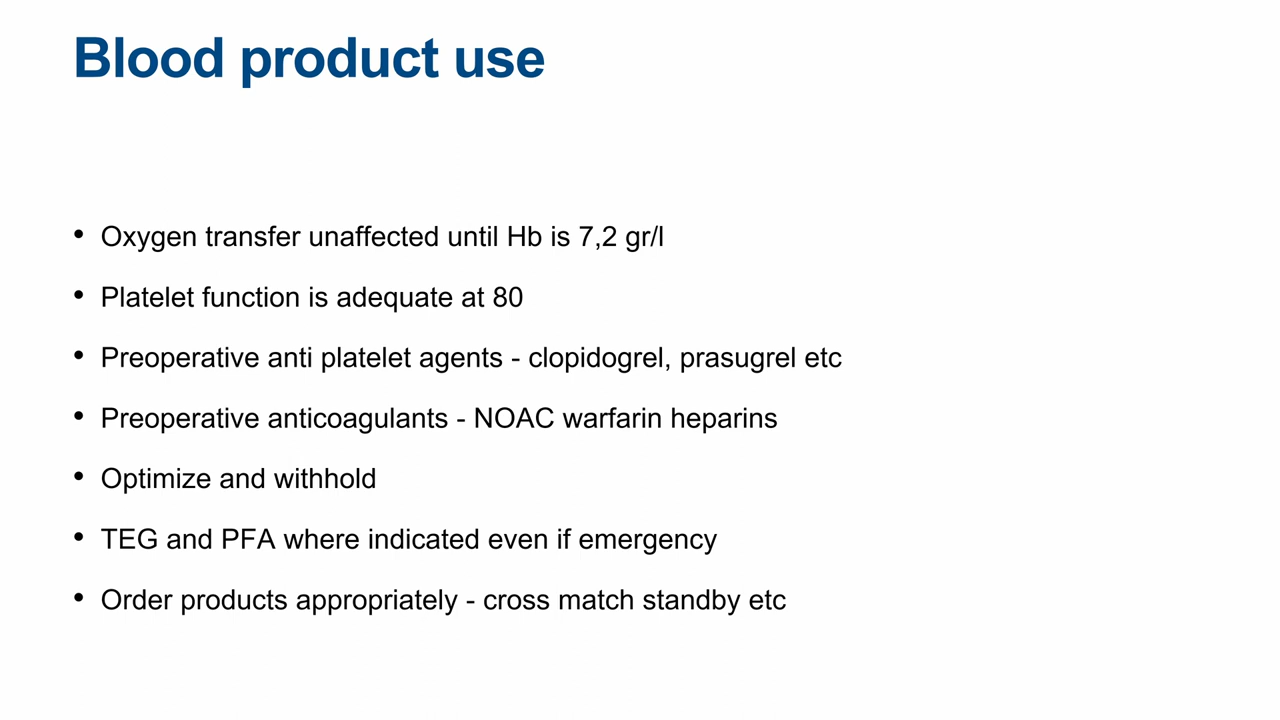 Blood product use
• Oxygen transfer unaffected until Hb is 7,2 gr/l
• Platelet function is adequate at 80
• Preoperative anti platelet agents - clopidogrel, prasugrel etc
• Preoperative anticoagulants - NOAC warfarin heparins
• Optimize and withhold
• TEG and PFA where indicated even if emergency
• Order products appropriately - cross match standby etc